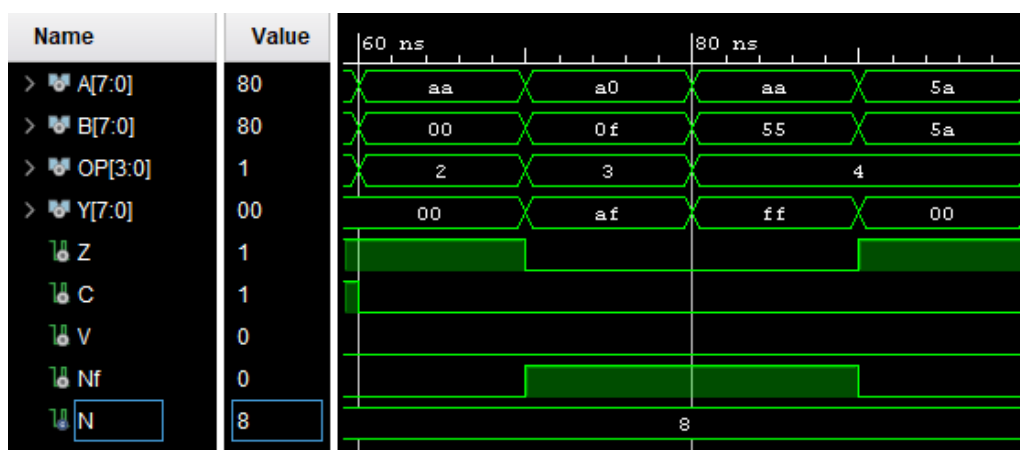 Name Value 60 ns 80 ns
A[7:0] 80 aa a0 aa 5a
B[7:0] 80 00 0f 55 5a
OP[3:0] 1 2 3 4
Y[7:0] 00 00 af ff 00
Z 1
C 1
V 0
Nf 0
N 8 8